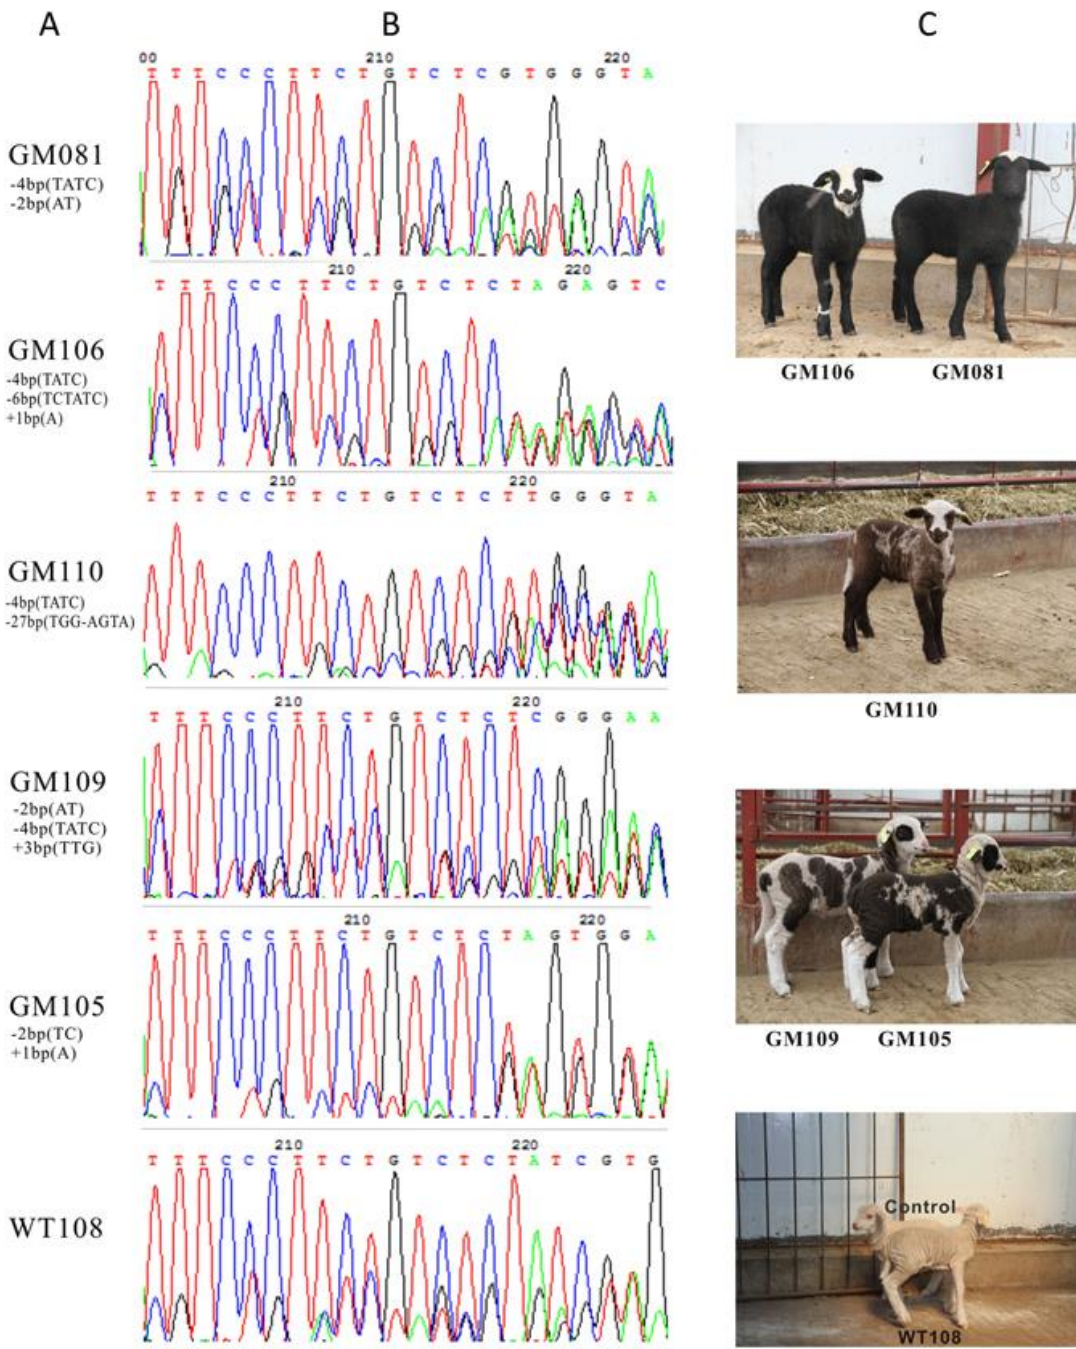 A B C
00 210 220
T T T C C C T T C T G T C T C G T G G G T A
GM081
-4bp(TATC)
-2bp(AT)
210 220
T T T C C C T T C T G T C T C T A G A G T C
GM106
-4bp(TATC)
-6bp(TCTATC)
+1bp(A)
GM106 GM081
210 220
T T T C C C T T C T G T C T C T T G G G T A
GM110
-4bp(TATC)
-27bp(TGG-AGTA)
GM110
210 220
T T T C C C T T C T G T C T C T C G G G A A
GM109
-2bp(AT)
-4bp(TATC)
+3bp(TTG)
210 220
T T T C C C T T C T G T C T C T A G T G G A
GM105
-2bp(TC)
+1bp(A)
GM109 GM105
210 220
T T T C C C T T C T G T C T C T A T C G T G
WT108
Control
WT108